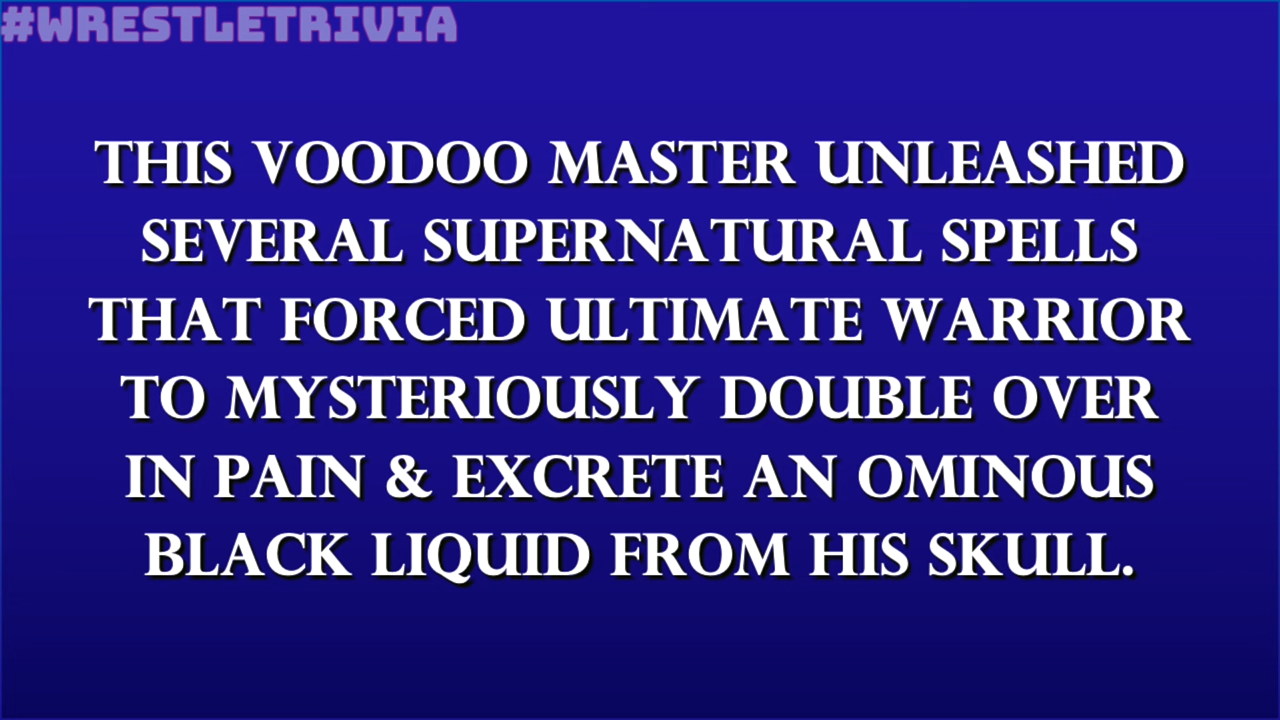 #WRESTLETRIVIA
THIS VOODOO MASTER UNLEASHED
SEVERAL SUPERNATURAL SPELLS
THAT FORCED ULTIMATE WARRIOR
TO MYSTERIOUSLY DOUBLE OVER
IN PAIN & EXCRETE AN OMINOUS
BLACK LIQUID FROM HIS SKULL.